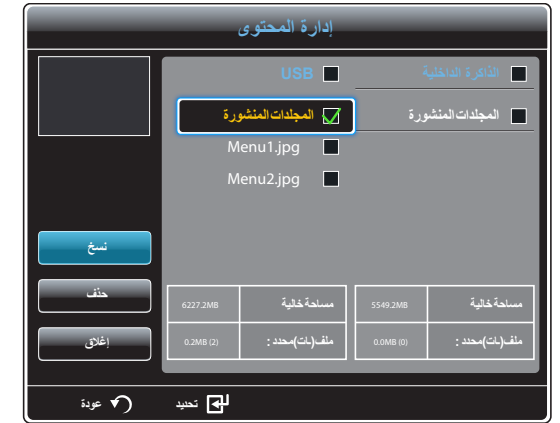 إدارة المحتوى
الذاكرة الداخلية
USB
المجلدات المنشورة
المجلدات المنشورة
Menu1.jpg
Menu2.jpg
نسخ
حذف
إغلاق
مساحة خالية 5549.2MB
مساحة خالية 6227.2MB
ملف(ات)محدد : 0.0MB (0)
ملف(ات)محدد : 0.2MB (2)
تحديد
عودة